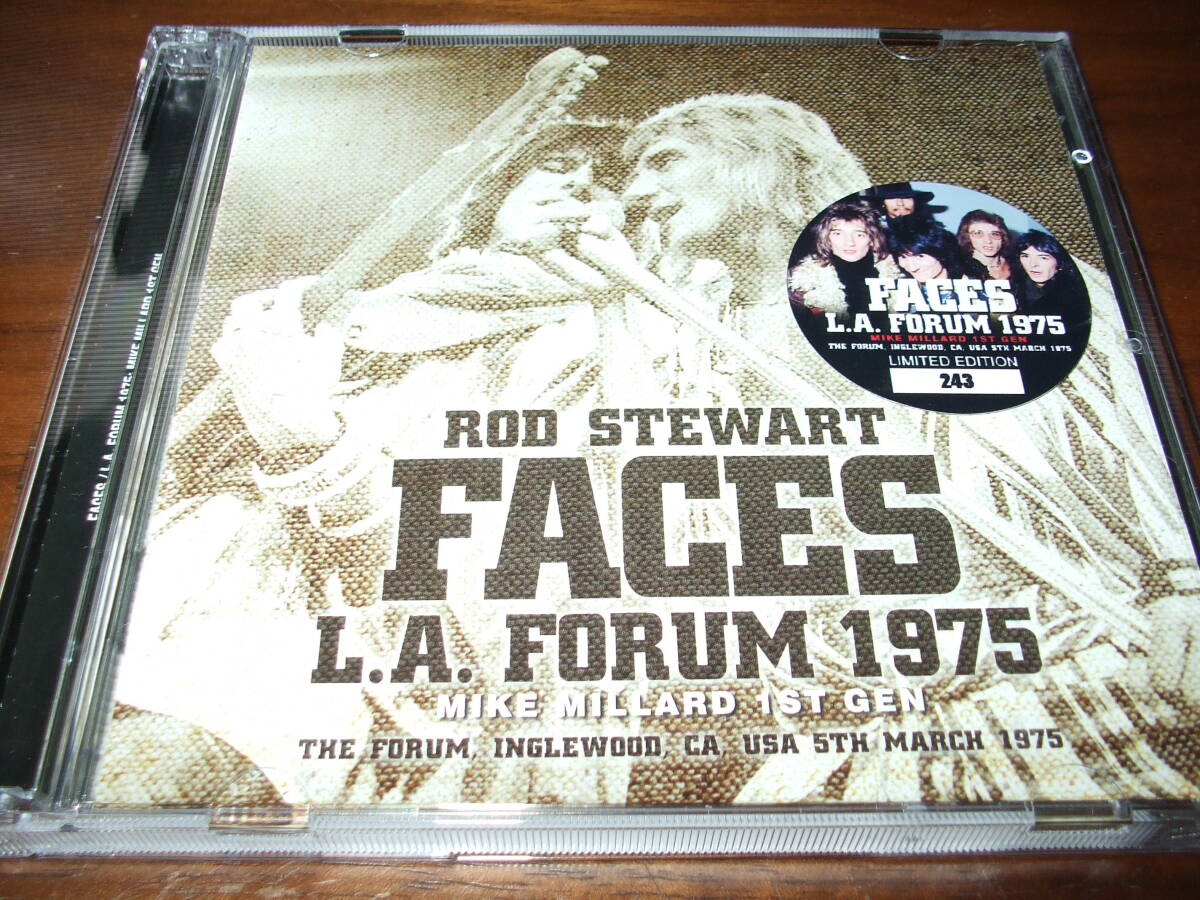 FACES
L.A. FORUM 1975
MIKE MILLARD 1ST GEN
THE FORUM, INGLEWOOD, CA, USA 5TH MARCH 1975
LIMITED EDITION
243
ROD STEWART
FACES
L.A. FORUM 1975
MIKE MILLARD 1ST GEN
THE FORUM, INGLEWOOD, CA, USA 5TH MARCH 1975
FACES / L.A. FORUM 1975: MIKE MILLARD 1ST GEN